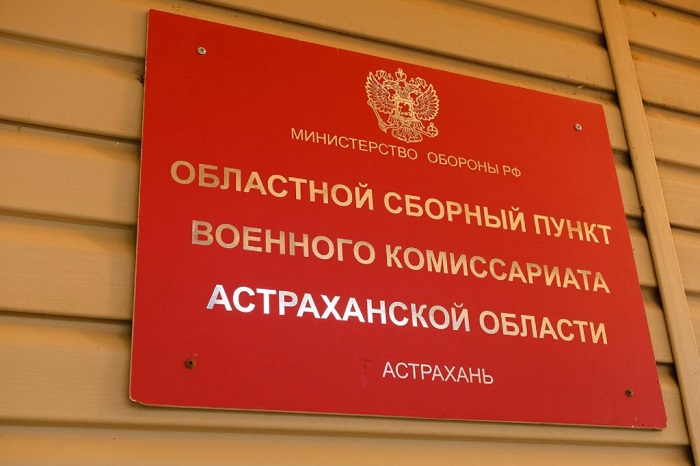 МИНИСТЕРСТВО ОБОРОНЫ РФ
ОБЛАСТНОЙ СБОРНЫЙ ПУНКТ
ВОЕННОГО КОМИССАРИАТА
АСТРАХАНСКОЙ ОБЛАСТИ
АСТРАХАНЬ